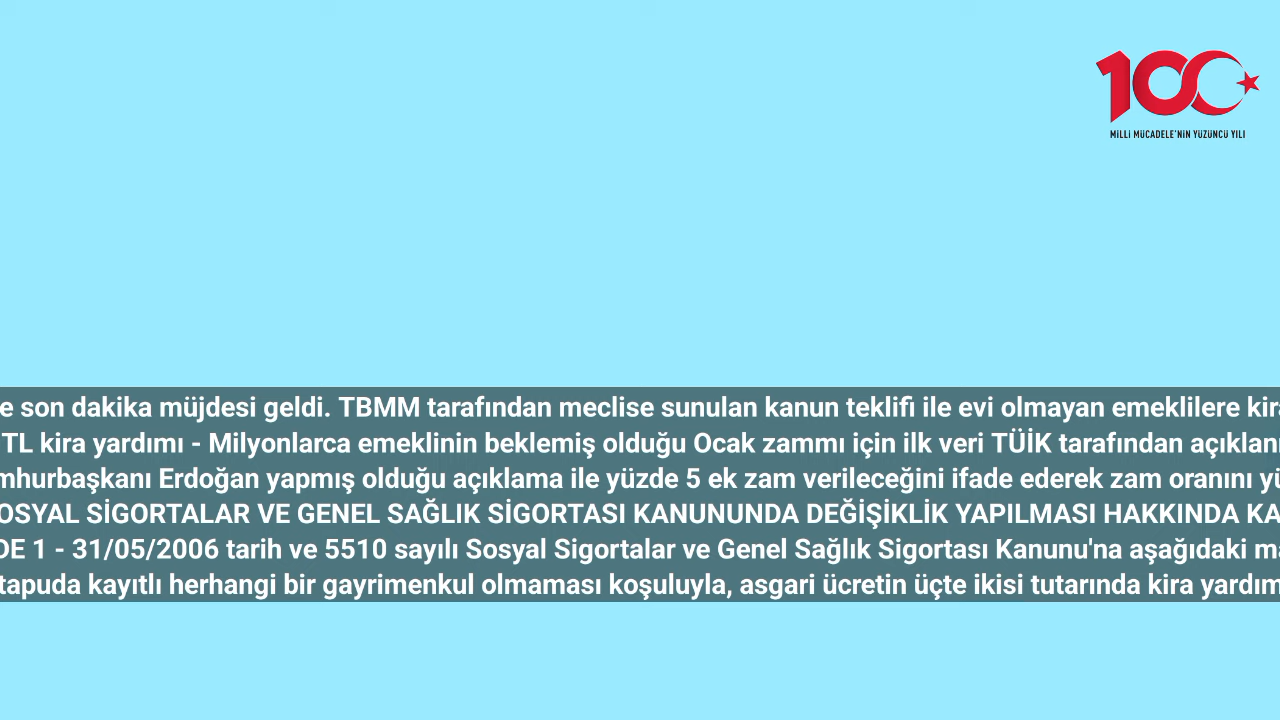 100
MİLLİ MÜCADELE'NİN YÜZÜNCÜ YILI
e son dakika müjdesi geldi. TBMM tarafından meclise sunulan kanun teklifi ile evi olmayan emeklilere kir
TL kira yardımı - Milyonlarca emeklinin beklemiş olduğu Ocak zammı için ilk veri TÜİK tarafından açıklan
mhurbaşkanı Erdoğan yapmış olduğu açıklama ile yüzde 5 ek zam verileceğini ifade ederek zam oranını yü
OSYAL SİGORTALAR VE GENEL SAĞLIK SİGORTASI KANUNUNDA DEĞİŞİKLİK YAPILMASI HAKKINDA KA
DE 1 - 31/05/2006 tarih ve 5510 sayılı Sosyal Sigortalar ve Genel Sağlık Sigortası Kanunu'na aşağıdaki ma
tapuda kayıtlı herhangi bir gayrimenkul olmaması koşuluyla, asgari ücretin üçte ikisi tutarında kira yardım